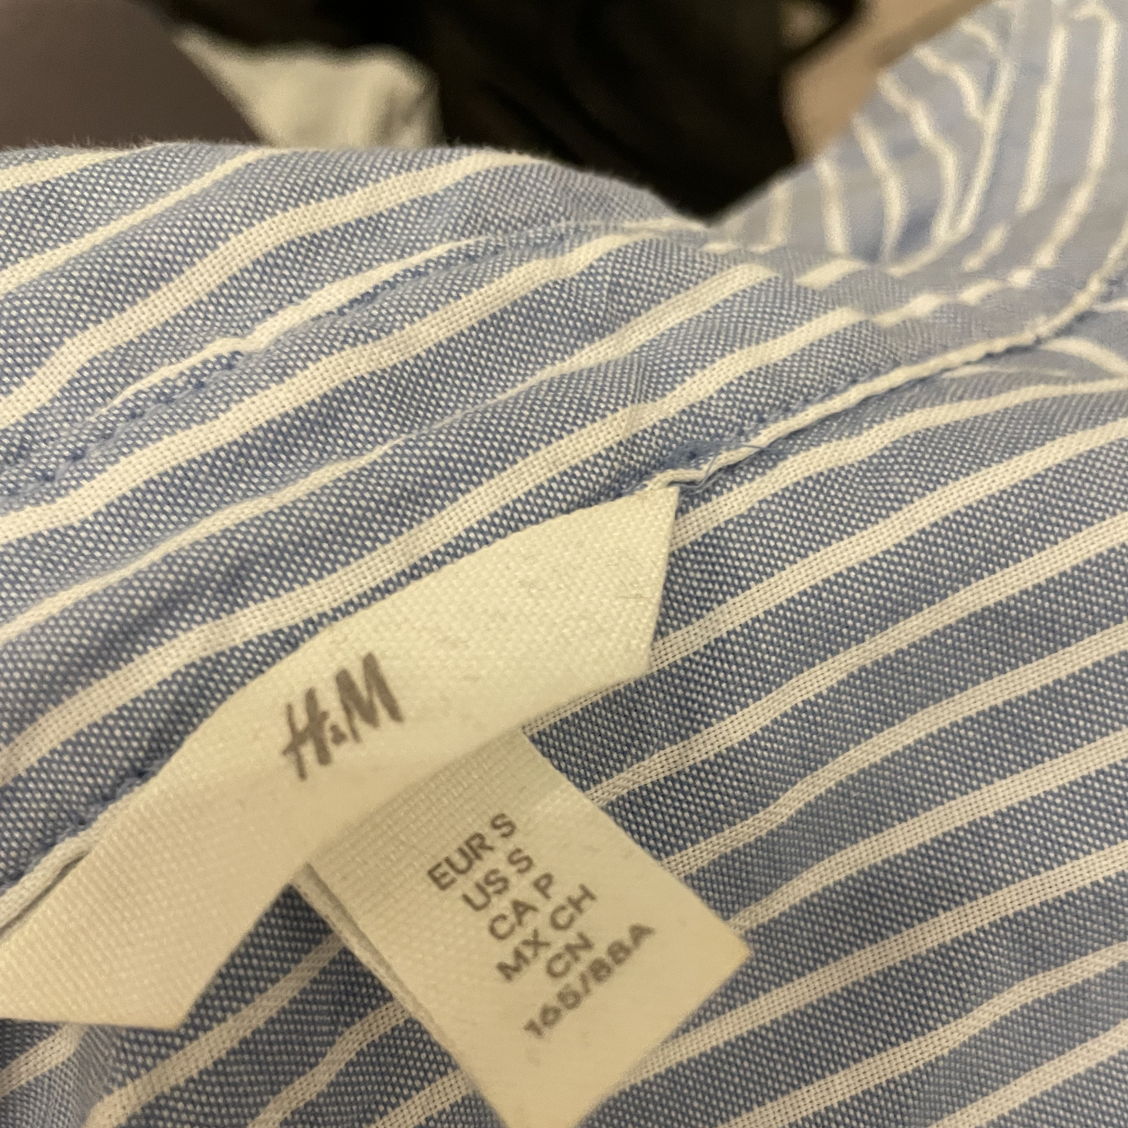 H&M
EUR S
US S
CA P
MX CH
CN
165/88A